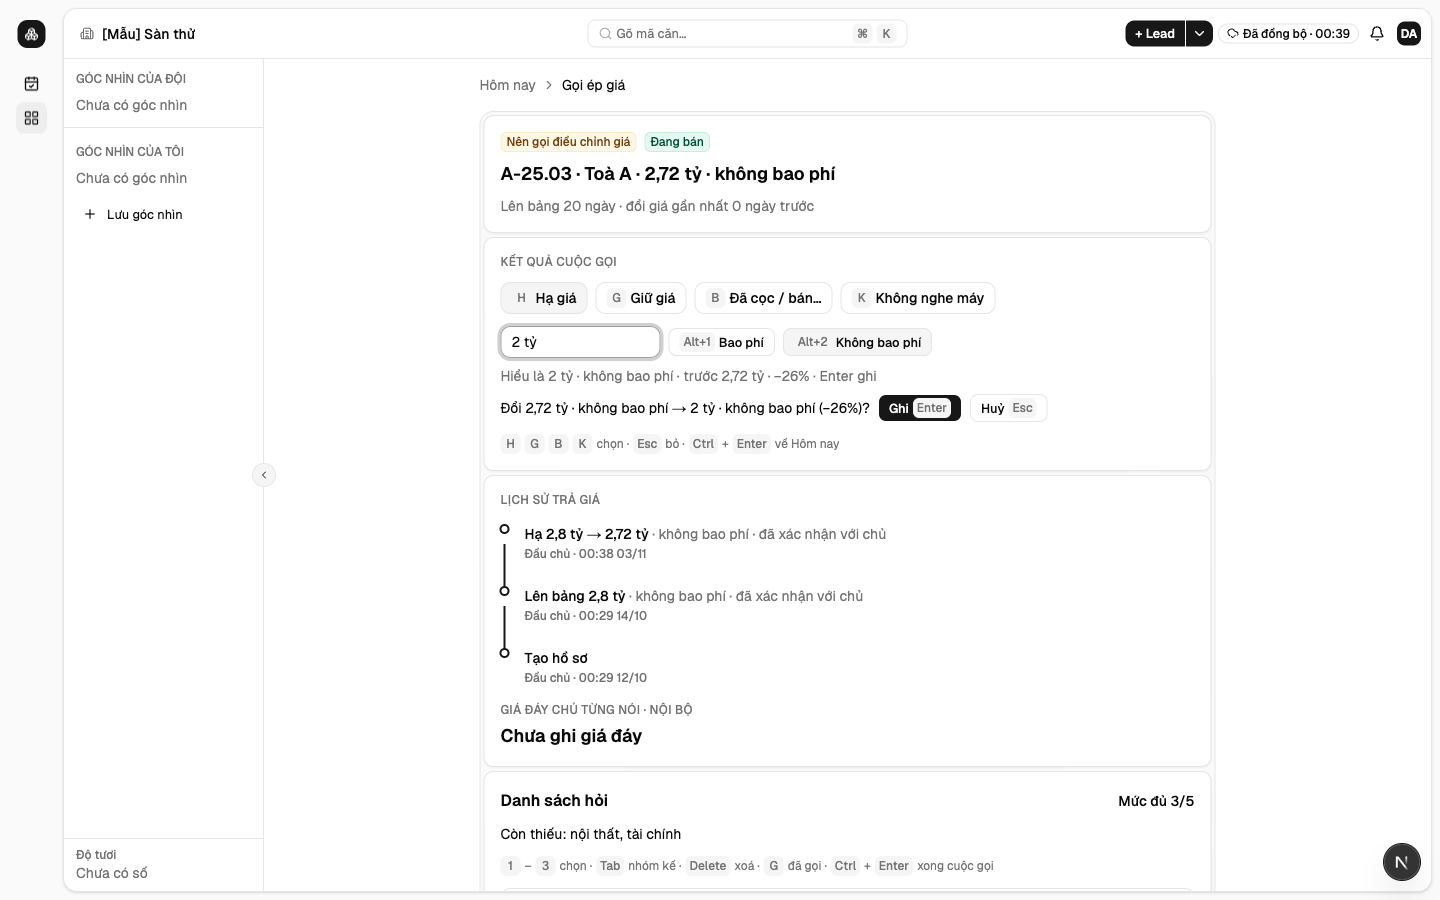 [Mẫu] Sàn thử
Gõ mã căn...
⌘ K
+ Lead
Đã đồng bộ · 00:39
DA
GÓC NHÌN CỦA ĐỘI
Chưa có góc nhìn
GÓC NHÌN CỦA TÔI
Chưa có góc nhìn
+ Lưu góc nhìn
Độ tươi
Chưa có số
Hôm nay > Gọi ép giá
Nên gọi điều chỉnh giá Đang bán
A-25.03 · Toà A · 2,72 tỷ · không bao phí
Lên bảng 20 ngày · đổi giá gần nhất 0 ngày trước
KẾT QUẢ CUỘC GỌI
H Hạ giá G Giữ giá B Đã cọc / bán... K Không nghe máy
2 tỷ Alt+1 Bao phí Alt+2 Không bao phí
Hiểu là 2 tỷ · không bao phí · trước 2,72 tỷ · −26% · Enter ghi
Đổi 2,72 tỷ · không bao phí → 2 tỷ · không bao phí (−26%)? Ghi Enter Huỷ Esc
H G B K chọn · Esc bỏ · Ctrl + Enter về Hôm nay
LỊCH SỬ TRẢ GIÁ
Hạ 2,8 tỷ → 2,72 tỷ · không bao phí · đã xác nhận với chủ
Đầu chủ · 00:38 03/11
Lên bảng 2,8 tỷ · không bao phí · đã xác nhận với chủ
Đầu chủ · 00:29 14/10
Tạo hồ sơ
Đầu chủ · 00:29 12/10
GIÁ ĐÁY CHỦ TỪNG NÓI · NỘI BỘ
Chưa ghi giá đáy
Danh sách hỏi Mức đủ 3/5
Còn thiếu: nội thất, tài chính
1 – 3 chọn · Tab nhóm kế · Delete xoá · G đã gọi · Ctrl + Enter xong cuộc gọi
N